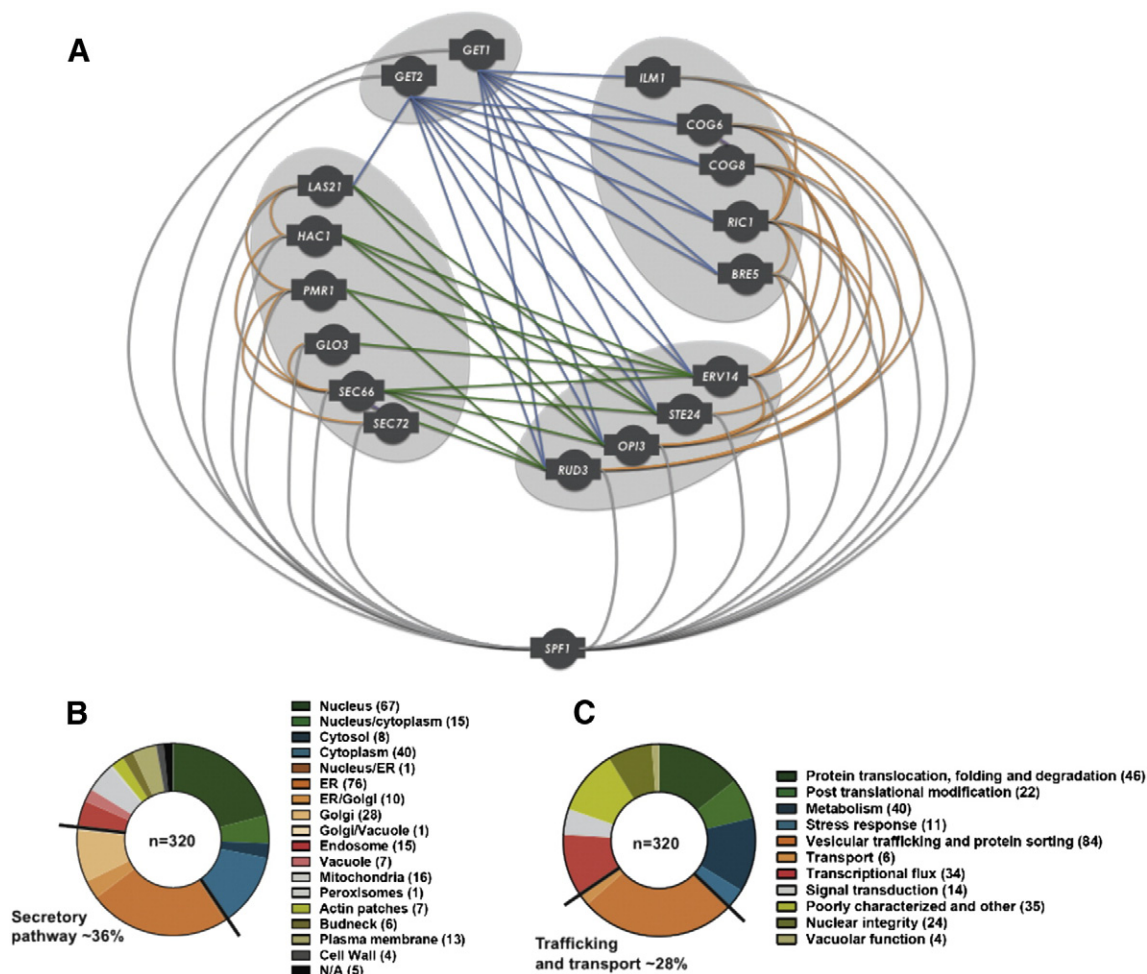 A
GET1
GET2
ILM1
COG6
COG8
LAS21
RIC1
HAC1
BRE5
PMR1
GLO3
ERV14
SEC66
STE24
SEC72
OPI3
RUD3
SPF1
B
n=320
Secretory
pathway ~36%
Nucleus (67)
Nucleus/cytoplasm (15)
Cytosol (8)
Cytoplasm (40)
Nucleus/ER (1)
ER (76)
ER/Golgi (10)
Golgi (28)
Golgi/Vacuole (1)
Endosome (15)
Vacuole (7)
Mitochondria (16)
Peroxisomes (1)
Actin patches (7)
Budneck (6)
Plasma membrane (13)
Cell Wall (4)
N/A (5)
C
n=320
Trafficking
and transport ~28%
Protein translocation, folding and degradation (46)
Post translational modification (22)
Metabolism (40)
Stress response (11)
Vesicular trafficking and protein sorting (84)
Transport (6)
Transcriptional flux (34)
Signal transduction (14)
Poorly characterized and other (35)
Nuclear integrity (24)
Vacuolar function (4)